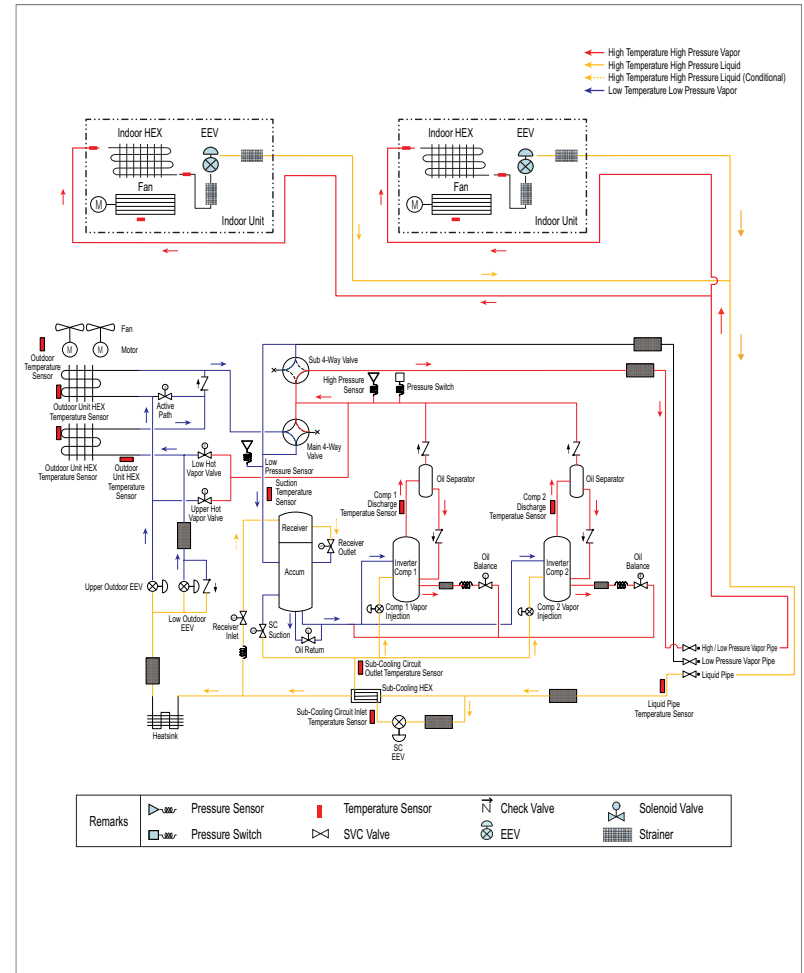 High Temperature High Pressure Vapor
High Temperature High Pressure Liquid
High Temperature High Pressure Liquid (Conditional)
Low Temperature Low Pressure Vapor
Indoor HEX
EEV
Fan
M
Indoor Unit
Indoor HEX
EEV
Fan
M
Indoor Unit
Fan
M
M
Motor
Outdoor
Temperature
Sensor
Outdoor Unit HEX
Temperature Sensor
Active
Path
Outdoor Unit HEX
Temperature Sensor
Outdoor
Unit HEX
Temperature
Sensor
Low Hot
Vapor Valve
Upper Hot
Vapor Valve
Sub 4-Way Valve
High Pressure
Sensor
Pressure Switch
Main 4-Way Valve
Low
Pressure Sensor
Suction
Temperature
Sensor
Oil Separator
Oil Separator
Comp 1
Discharge
Temperatue Sensor
Comp 2
Discharge
Temperatue Sensor
Receiver
Receiver
Outlet
Accum
Inverter
Comp 1
Oil
Balance
Inverter
Comp 2
Oil
Balance
Upper Outdoor EEV
Low Outdoor
EEV
Receiver
Inlet
SC
Suction
Oil Return
Comp 1 Vapor
Injection
Comp 2 Vapor
Injection
High / Low Pressure Vapor Pipe
Low Pressure Vapor Pipe
Liquid Pipe
Sub-Cooling Circuit
Outlet Temperature Sensor
Sub-Cooling HEX
Sub-Cooling Circuit Inlet
Temperature Sensor
SC
EEV
Liquid Pipe
Temperature Sensor
Heatsink
Remarks
Pressure Sensor
Temperature Sensor
Check Valve
Solenoid Valve
Pressure Switch
SVC Valve
EEV
Strainer